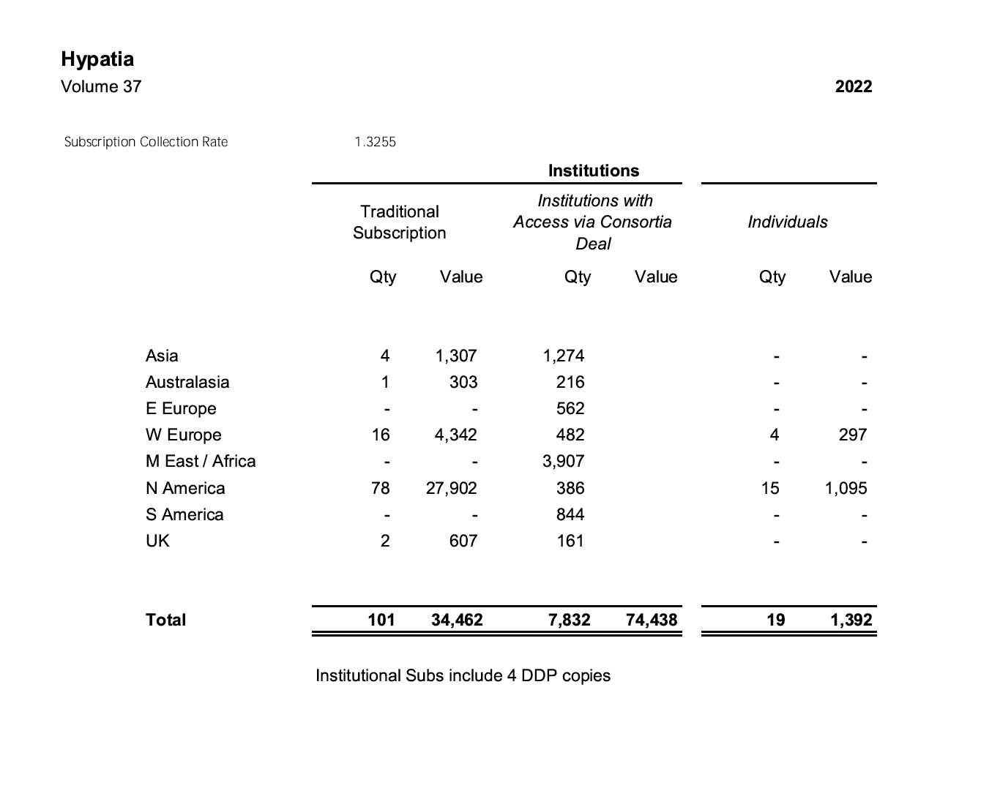 Hypatia
Volume 37 2022
Subscription Collection Rate 1.3255
Institutions
Traditional Subscription Institutions with Access via Consortia Deal Individuals
Qty Value Qty Value Qty Value
Asia 4 1,307 1,274 - -
Australasia 1 303 216 - -
E Europe - - 562 - -
W Europe 16 4,342 482 4 297
M East / Africa - - 3,907 - -
N America 78 27,902 386 15 1,095
S America - - 844 - -
UK 2 607 161 - -
Total 101 34,462 7,832 74,438 19 1,392
Institutional Subs include 4 DDP copies